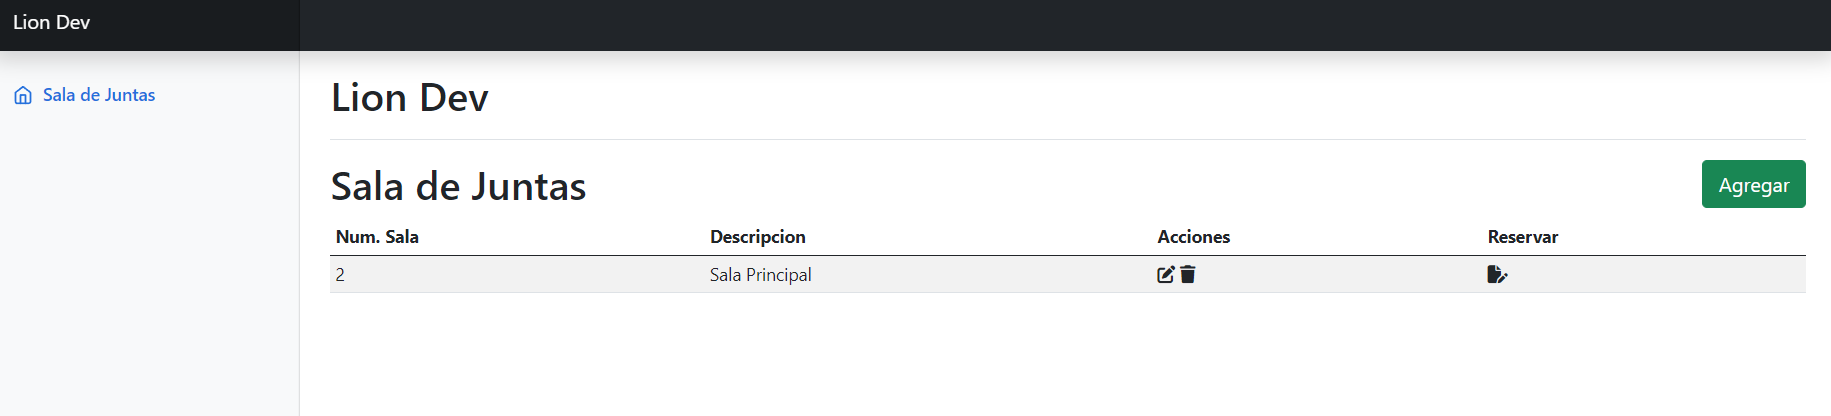 Lion Dev
Sala de Juntas
Lion Dev
Sala de Juntas
Agregar
Num. Sala Descripcion Acciones Reservar
2 Sala Principal